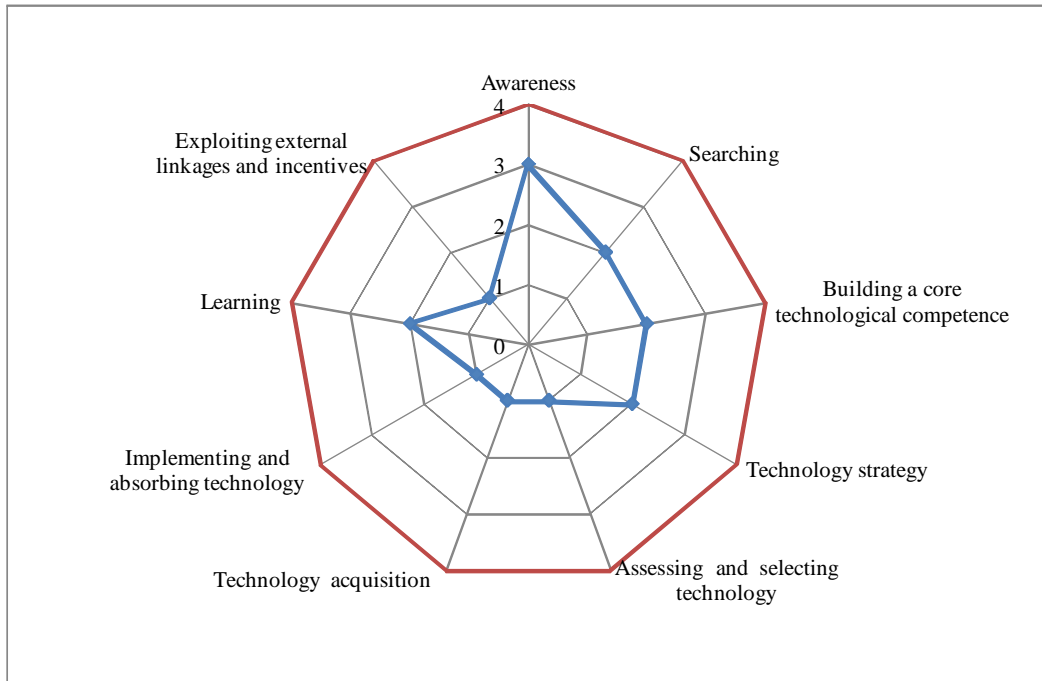 Awareness
4
3
2
1
0
Searching
Building a core
technological competence
Technology strategy
Assessing and selecting
technology
Technology acquisition
Implementing and
absorbing technology
Learning
Exploiting external
linkages and incentives